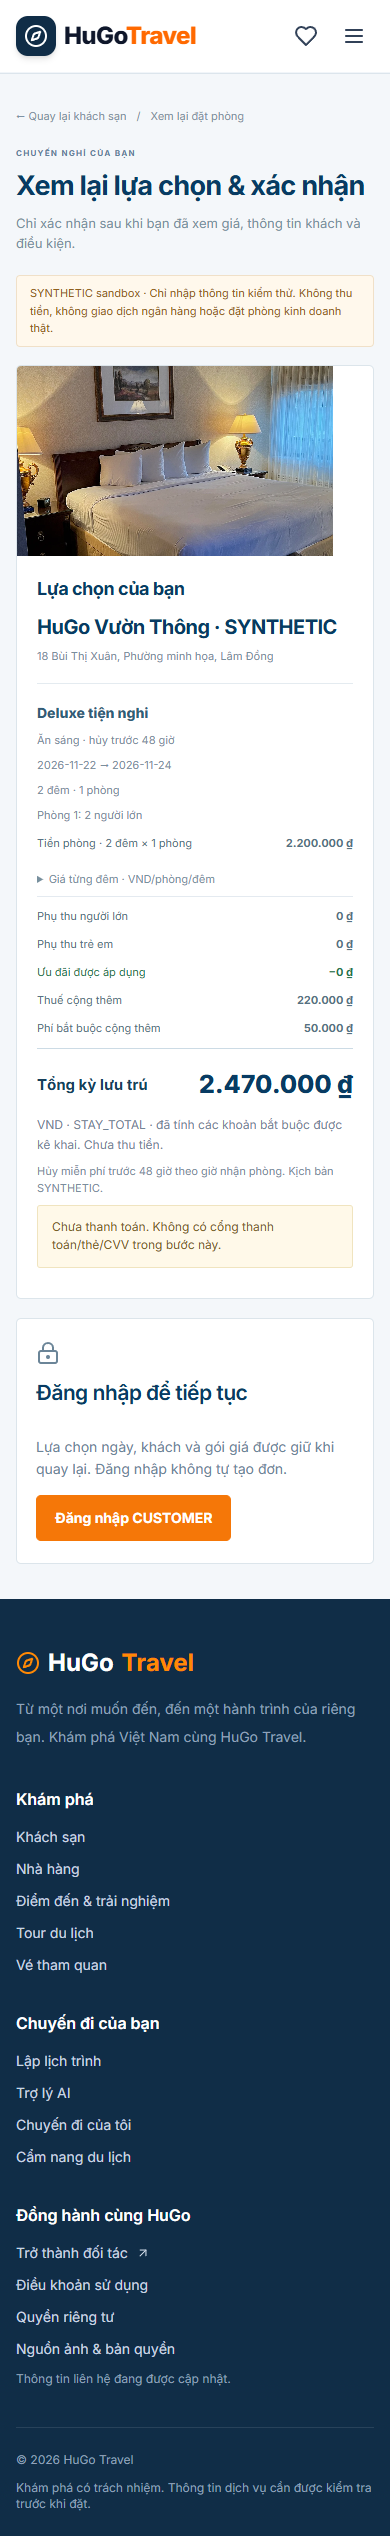 HuGoTravel
← Quay lại khách sạn / Xem lại đặt phòng
CHUYẾN NGHỈ CỦA BẠN
Xem lại lựa chọn & xác nhận
Chỉ xác nhận sau khi bạn đã xem giá, thông tin khách và
điều kiện.
SYNTHETIC sandbox · Chỉ nhập thông tin kiểm thử. Không thu
tiền, không giao dịch ngân hàng hoặc đặt phòng kinh doanh
thật.
Lựa chọn của bạn
HuGo Vườn Thông · SYNTHETIC
18 Bùi Thị Xuân, Phường minh họa, Lâm Đồng
Deluxe tiện nghi
Ăn sáng · hủy trước 48 giờ
2026-11-22 → 2026-11-24
2 đêm · 1 phòng
Phòng 1: 2 người lớn
Tiền phòng · 2 đêm × 1 phòng 2.200.000 ₫
▶ Giá từng đêm · VND/phòng/đêm
Phụ thu người lớn 0 ₫
Phụ thu trẻ em 0 ₫
Ưu đãi được áp dụng −0 ₫
Thuế cộng thêm 220.000 ₫
Phí bắt buộc cộng thêm 50.000 ₫
Tổng kỳ lưu trú 2.470.000 ₫
VND · STAY_TOTAL · đã tính các khoản bắt buộc được
kê khai. Chưa thu tiền.
Hủy miễn phí trước 48 giờ theo giờ nhận phòng. Kịch bản
SYNTHETIC.
Chưa thanh toán. Không có cổng thanh
toán/thẻ/CVV trong bước này.
Đăng nhập để tiếp tục
Lựa chọn ngày, khách và gói giá được giữ khi
quay lại. Đăng nhập không tự tạo đơn.
Đăng nhập CUSTOMER
HuGo Travel
Từ một nơi muốn đến, đến một hành trình của riêng
bạn. Khám phá Việt Nam cùng HuGo Travel.
Khám phá
Khách sạn
Nhà hàng
Điểm đến & trải nghiệm
Tour du lịch
Vé tham quan
Chuyến đi của bạn
Lập lịch trình
Trợ lý AI
Chuyến đi của tôi
Cẩm nang du lịch
Đồng hành cùng HuGo
Trở thành đối tác ↗
Điều khoản sử dụng
Quyền riêng tư
Nguồn ảnh & bản quyền
Thông tin liên hệ đang được cập nhật.
© 2026 HuGo Travel
Khám phá có trách nhiệm. Thông tin dịch vụ cần được kiểm tra
trước khi đặt.